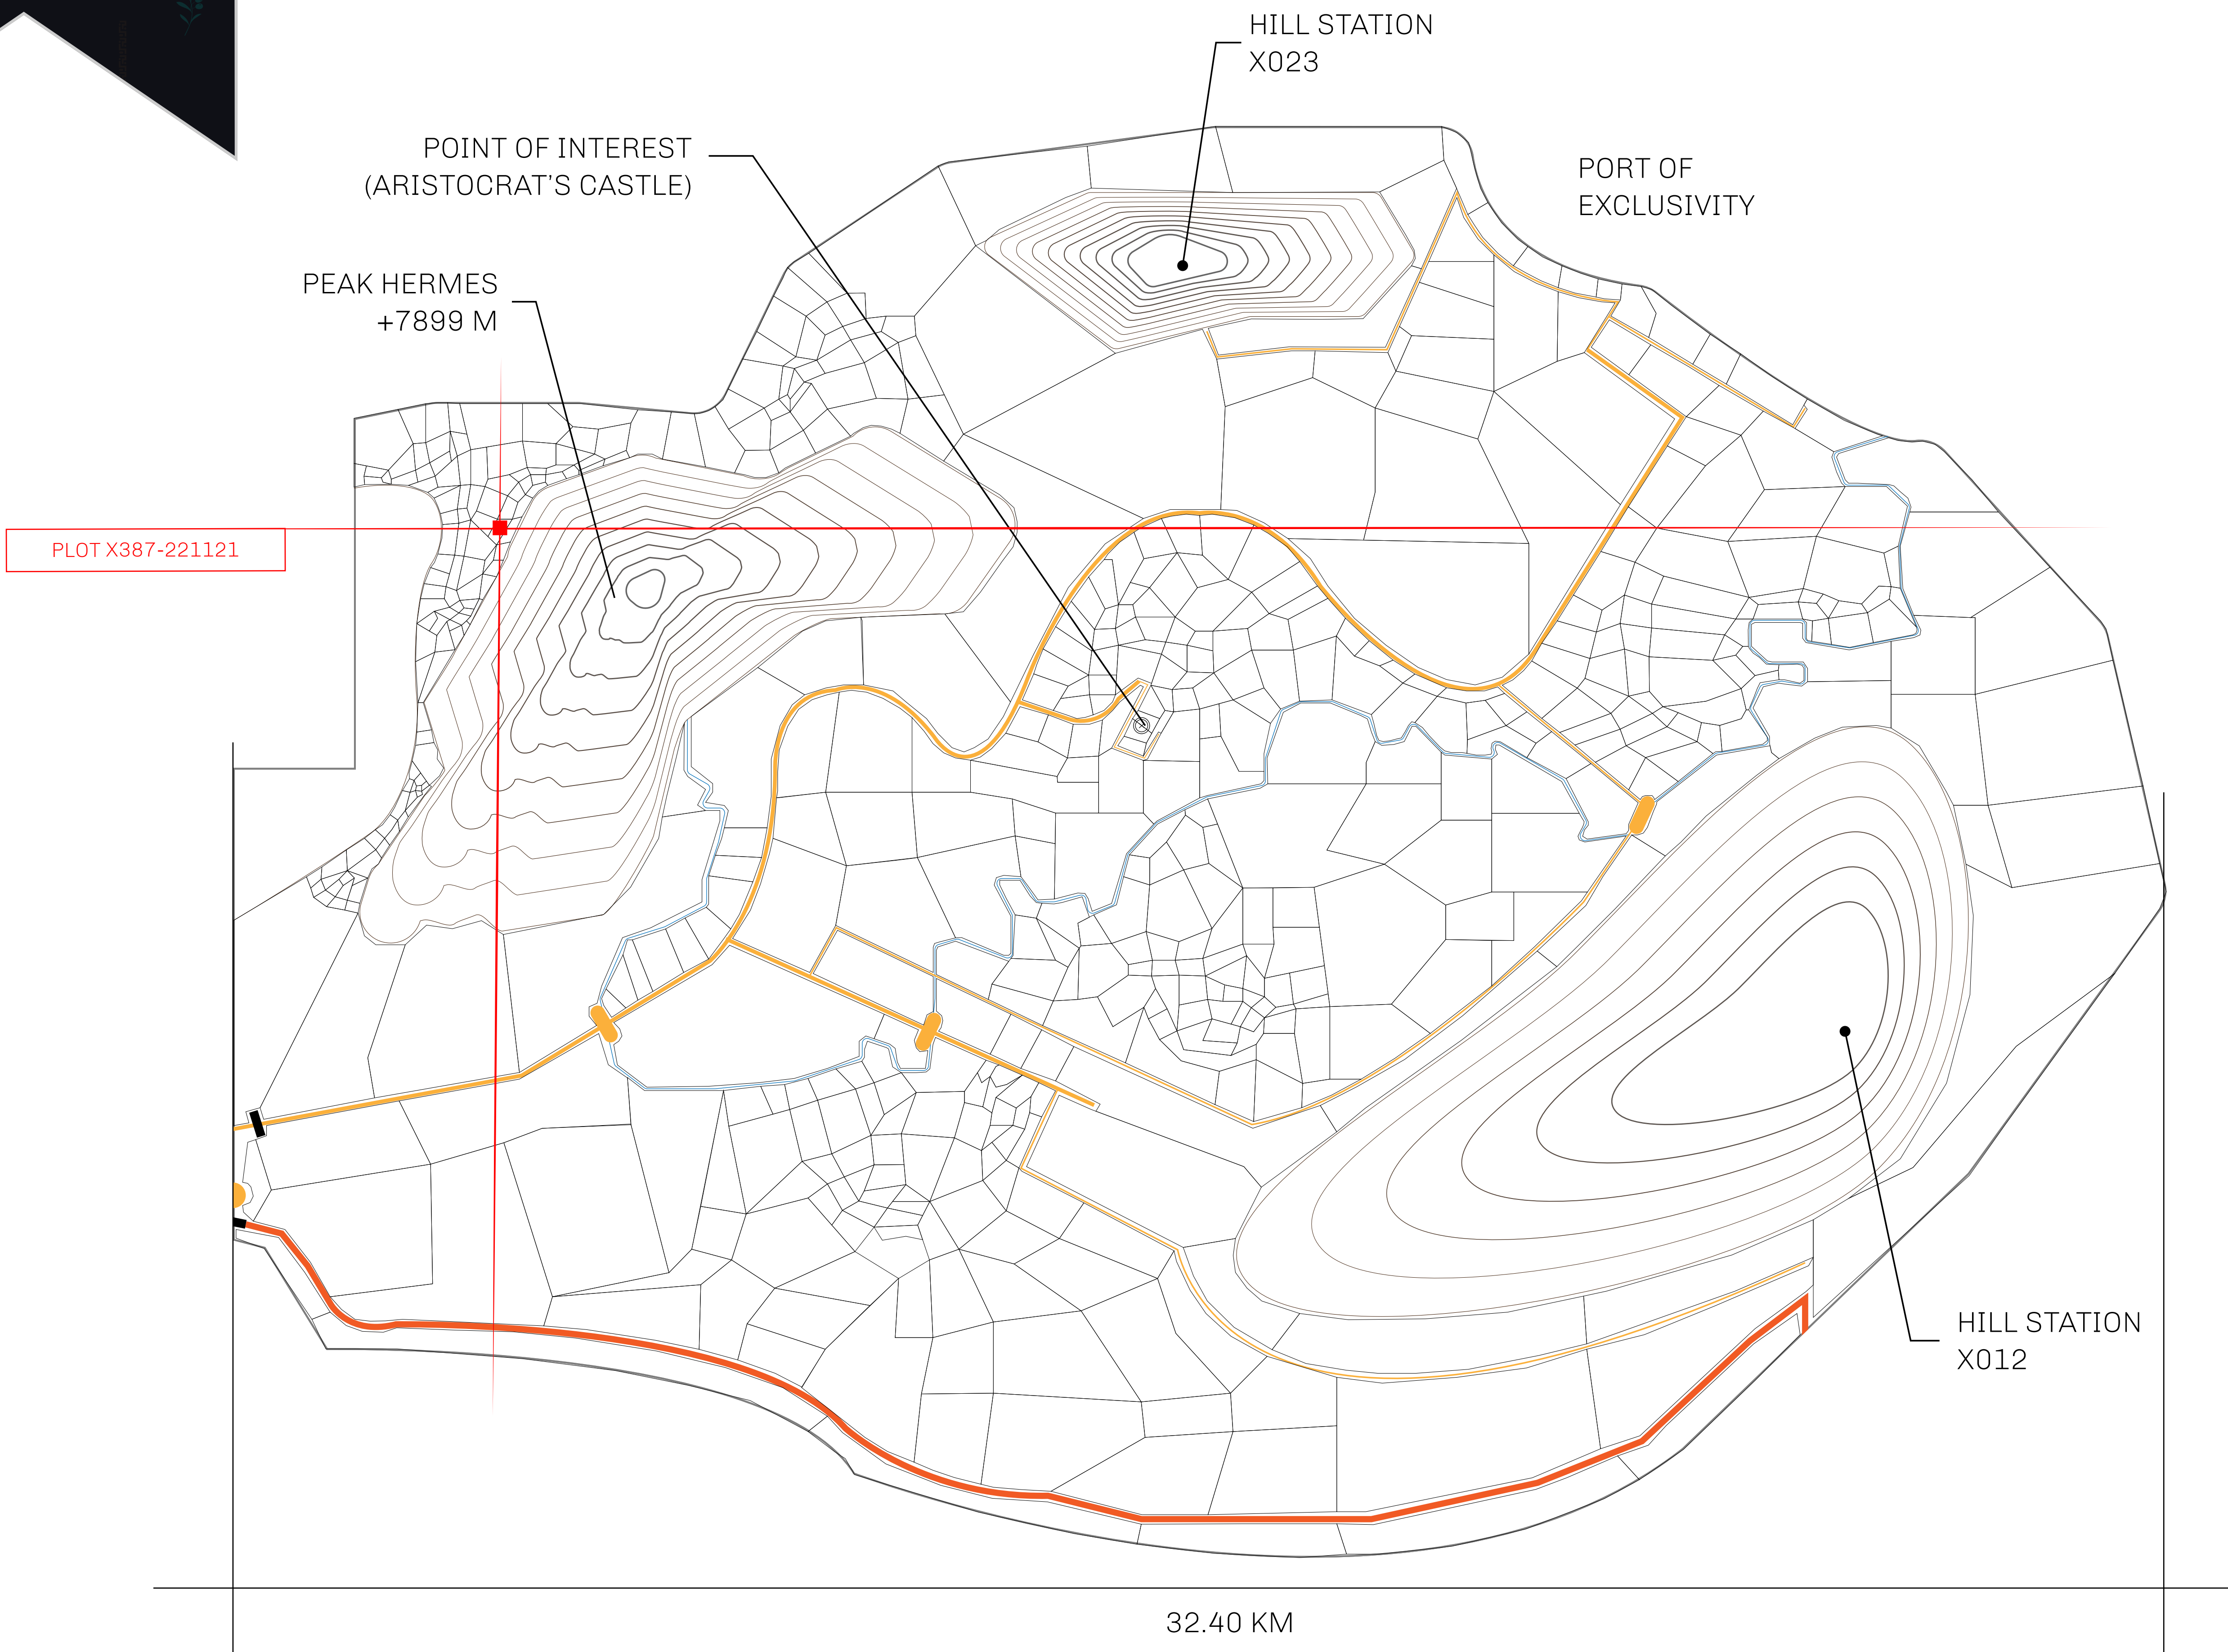 HILL STATION
X023
POINT OF INTEREST
(ARISTOCRAT'S CASTLE)
PORT OF
EXCLUSIVITY
PEAK HERMES
+7899 M
PLOT X387-221121
HILL STATION
X012
32.40 KM